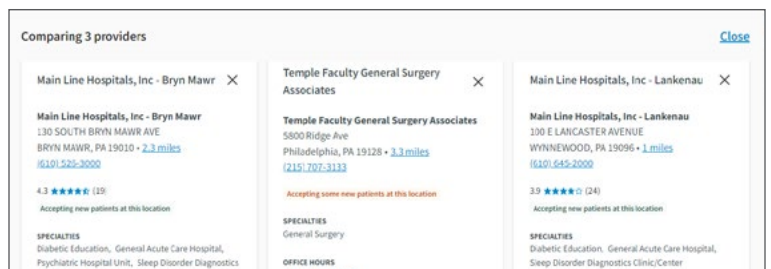 Comparing 3 providers
Close
Main Line Hospitals, Inc - Bryn Mawr
Main Line Hospitals, Inc - Bryn Mawr
130 SOUTH BRYN MAWR AVE
BRYN MAWR, PA 19010 • 2.3 miles
(610) 526-3000
4.3 (19)
Accepting new patients at this location
SPECIALTIES
Diabetic Education, General Acute Care Hospital,
Psychiatric Hospital Unit, Sleep Disorder Diagnostics
Temple Faculty General Surgery
Associates
Temple Faculty General Surgery Associates
5800 Ridge Ave
Philadelphia, PA 19128 • 3.3 miles
(215) 707-3133
Accepting some new patients at this location
SPECIALTIES
General Surgery
OFFICE HOURS
Main Line Hospitals, Inc - Lankenau
Main Line Hospitals, Inc - Lankenau
100 E LANCASTER AVENUE
WYNNEWOOD, PA 19096 • 1 miles
(610) 645-2000
3.9 (24)
Accepting new patients at this location
SPECIALTIES
Diabetic Education, General Acute Care Hospital,
Sleep Disorder Diagnostics Clinic/Center